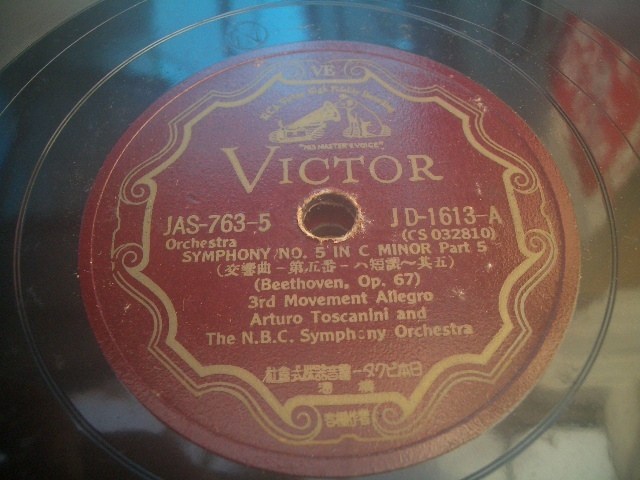 VE
"HIS MASTER'S VOICE"
VICTOR
JAS-763-5
JD-1613-A
(CS 032810)
Orchestra
SYMPHONY NO. 5 IN C MINOR Part 5
(交響曲-第五番-ハ短調~其五)
(Beethoven, Op. 67)
3rd Movement Allegro
Arturo Toscanini and
The N.B.C. Symphony Orchestra